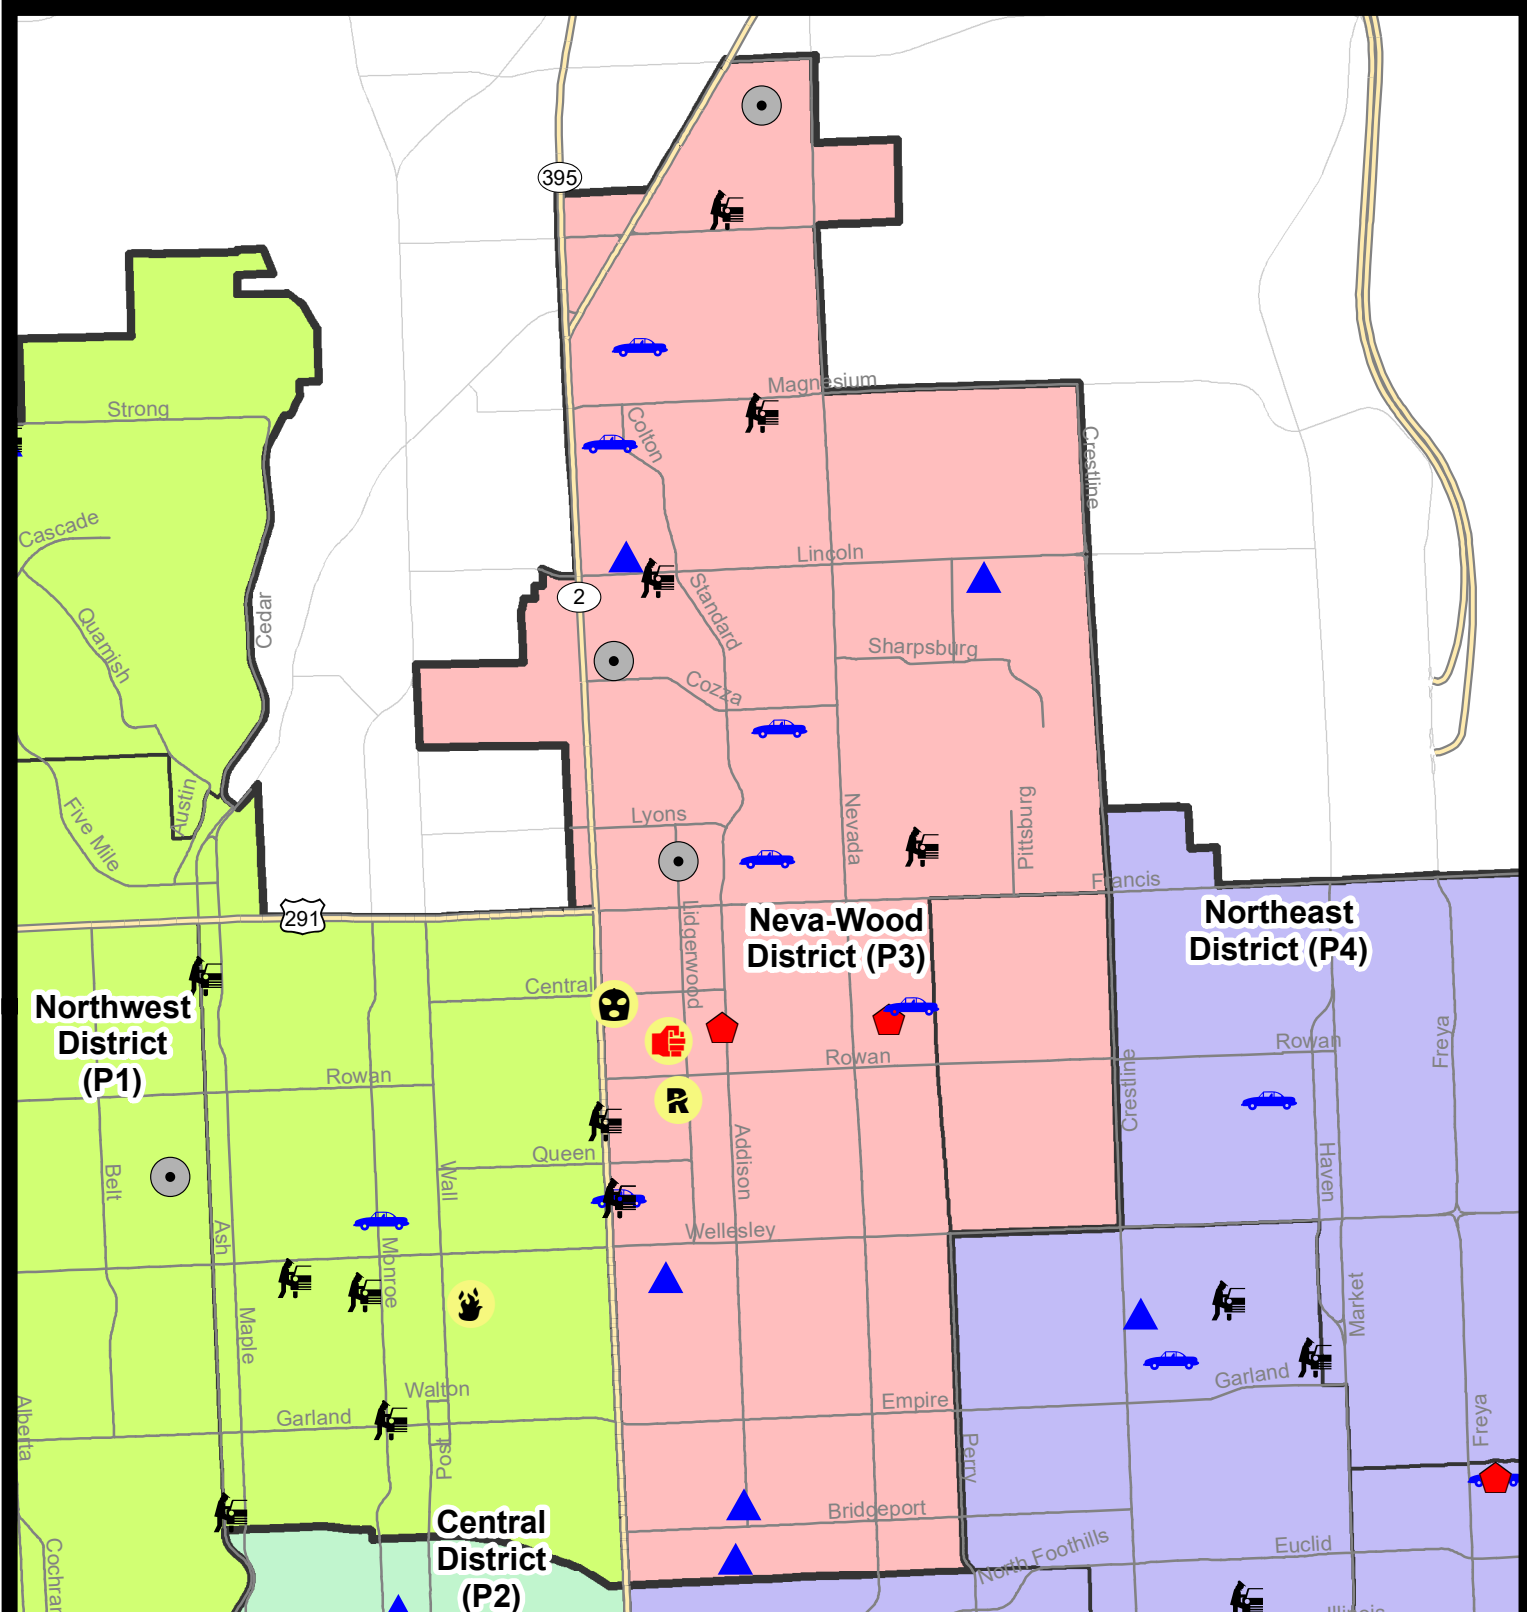 395
Magnesium
Strong
Colton
Crestline
Cascade
Lincoln
2
Standard
Quamish
Cedar
Sharpsburg
Cozza
Five Mile
Austin
Lyons
Nevada
Pittsburg
Francis
291
Lidgerwood
Neva-Wood
District (P3)
Northeast
District (P4)
Northwest
District
(P1)
Central
Rowan
Rowan
Rowan
Freya
Crestline
Queen
Belt
Wall
Addison
Haven
Ash
Wellesley
Monroe
Maple
Market
Walton
Garland
Garland
Empire
Alberta
Post
Perry
Freya
Central
District
(P2)
Bridgeport
North Foothills
Euclid